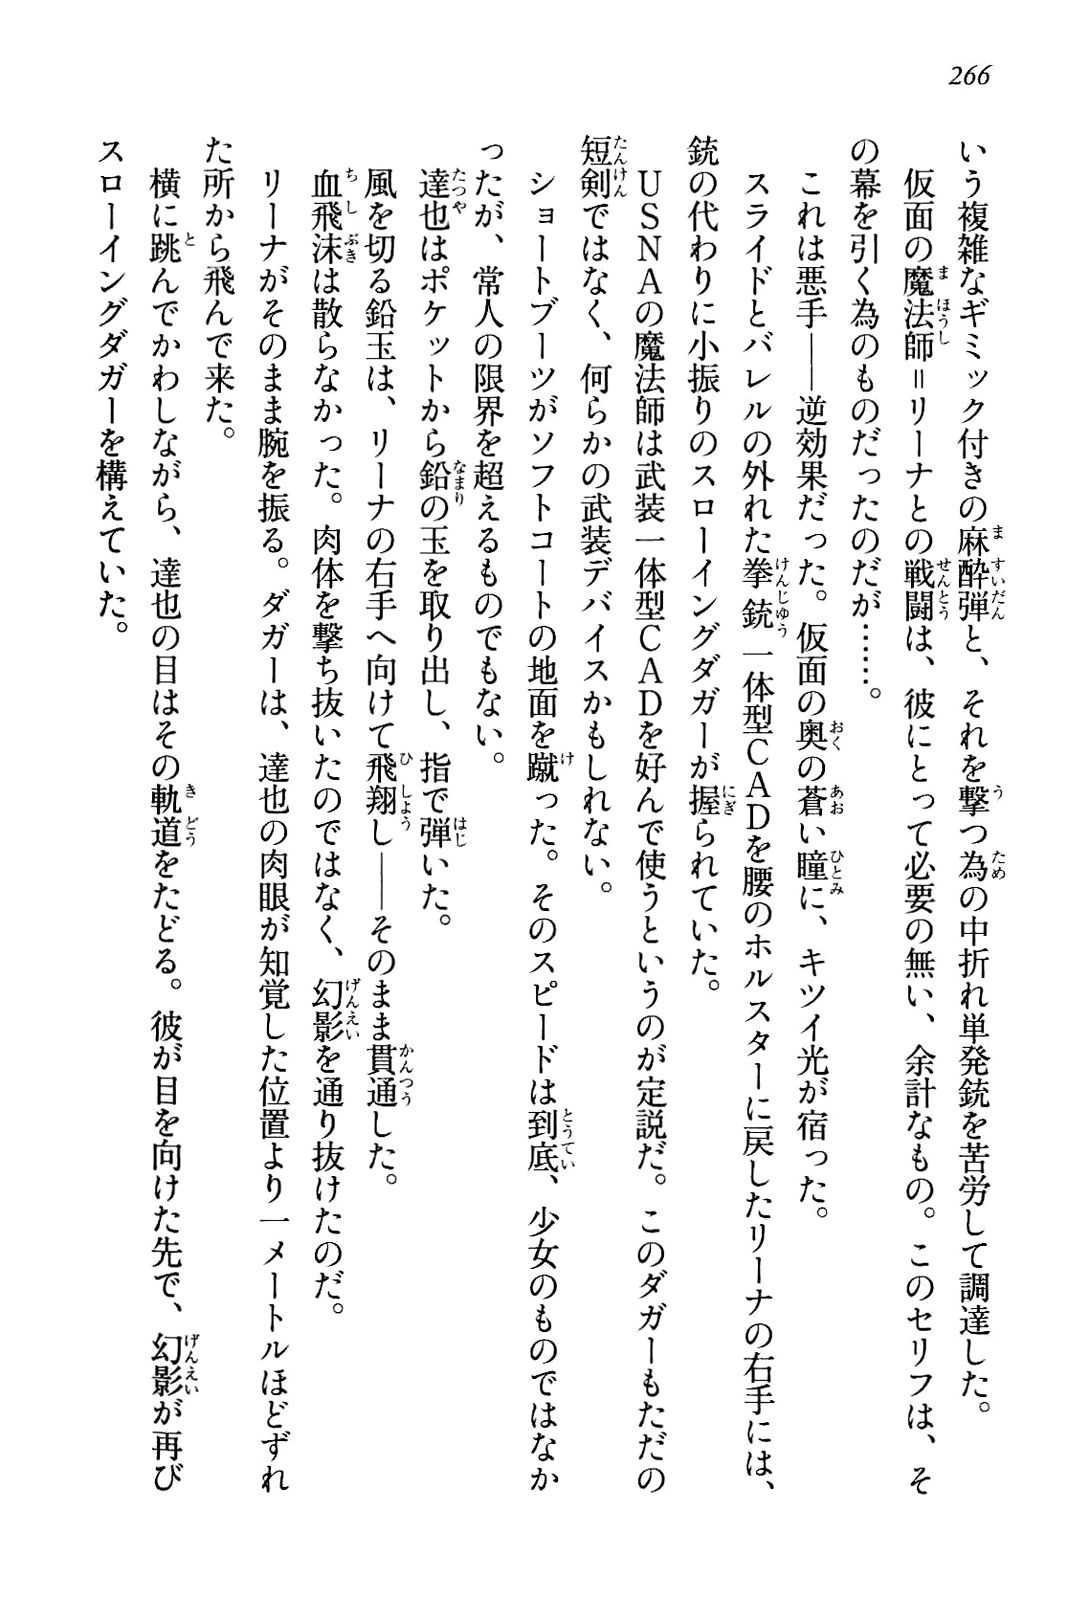 266
いう複雑なギミック付きの麻酔弾と、それを撃つ為の中折れ単発銃を苦労して調達した。
仮面の魔法師＝リーナとの戦闘は、彼にとって必要の無い、余計なもの。このセリフは、そ
の幕を引く為のものだったのだが……。
これは悪手――逆効果だった。仮面の奥の蒼い瞳に、キツイ光が宿った。
スライドとバレルの外れた拳銃一体型ＣＡＤを腰のホルスターに戻したリーナの右手には、
銃の代わりに小振りのスローイングダガーが握られていた。
ＵＳＮＡの魔法師は武装一体型ＣＡＤを好んで使うというのが定説だ。このダガーもただの
短剣ではなく、何らかの武装デバイスかもしれない。
ショートブーツがソフトコートの地面を蹴った。そのスピードは到底、少女のものではなか
ったが、常人の限界を超えるものでもない。
達也はポケットから鉛の玉を取り出し、指で弾いた。
風を切る鉛玉は、リーナの右手へ向けて飛翔し――そのまま貫通した。
血飛沫は散らなかった。肉体を撃ち抜いたのではなく、幻影を通り抜けたのだ。
リーナがそのまま腕を振る。ダガーは、達也の肉眼が知覚した位置より一メートルほどずれ
た所から飛んで来た。
横に跳んでかわしながら、達也の目はその軌道をたどる。彼が目を向けた先で、幻影が再び
スローイングダガーを構えていた。